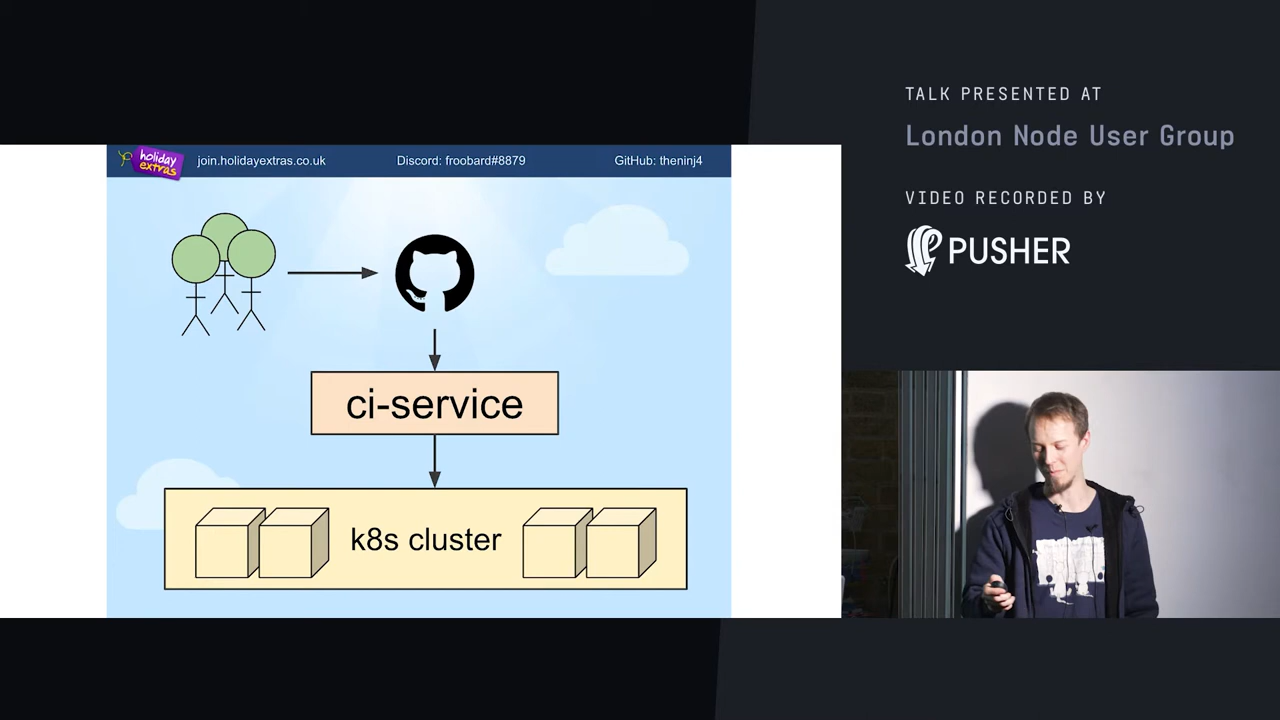 holiday
extras
join.holidayextras.co.uk
Discord: froobard#8879
GitHub: theninj4
ci-service
k8s cluster
TALK PRESENTED AT
London Node User Group
VIDEO RECORDED BY
PUSHER